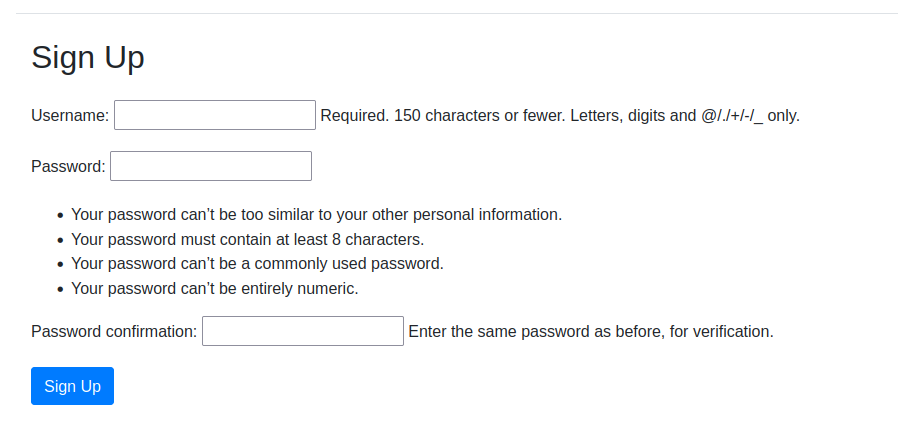 Sign Up
Username: Required. 150 characters or fewer. Letters, digits and @/./+/-/_ only.
Password:
• Your password can’t be too similar to your other personal information.
• Your password must contain at least 8 characters.
• Your password can’t be a commonly used password.
• Your password can’t be entirely numeric.
Password confirmation: Enter the same password as before, for verification.
Sign Up